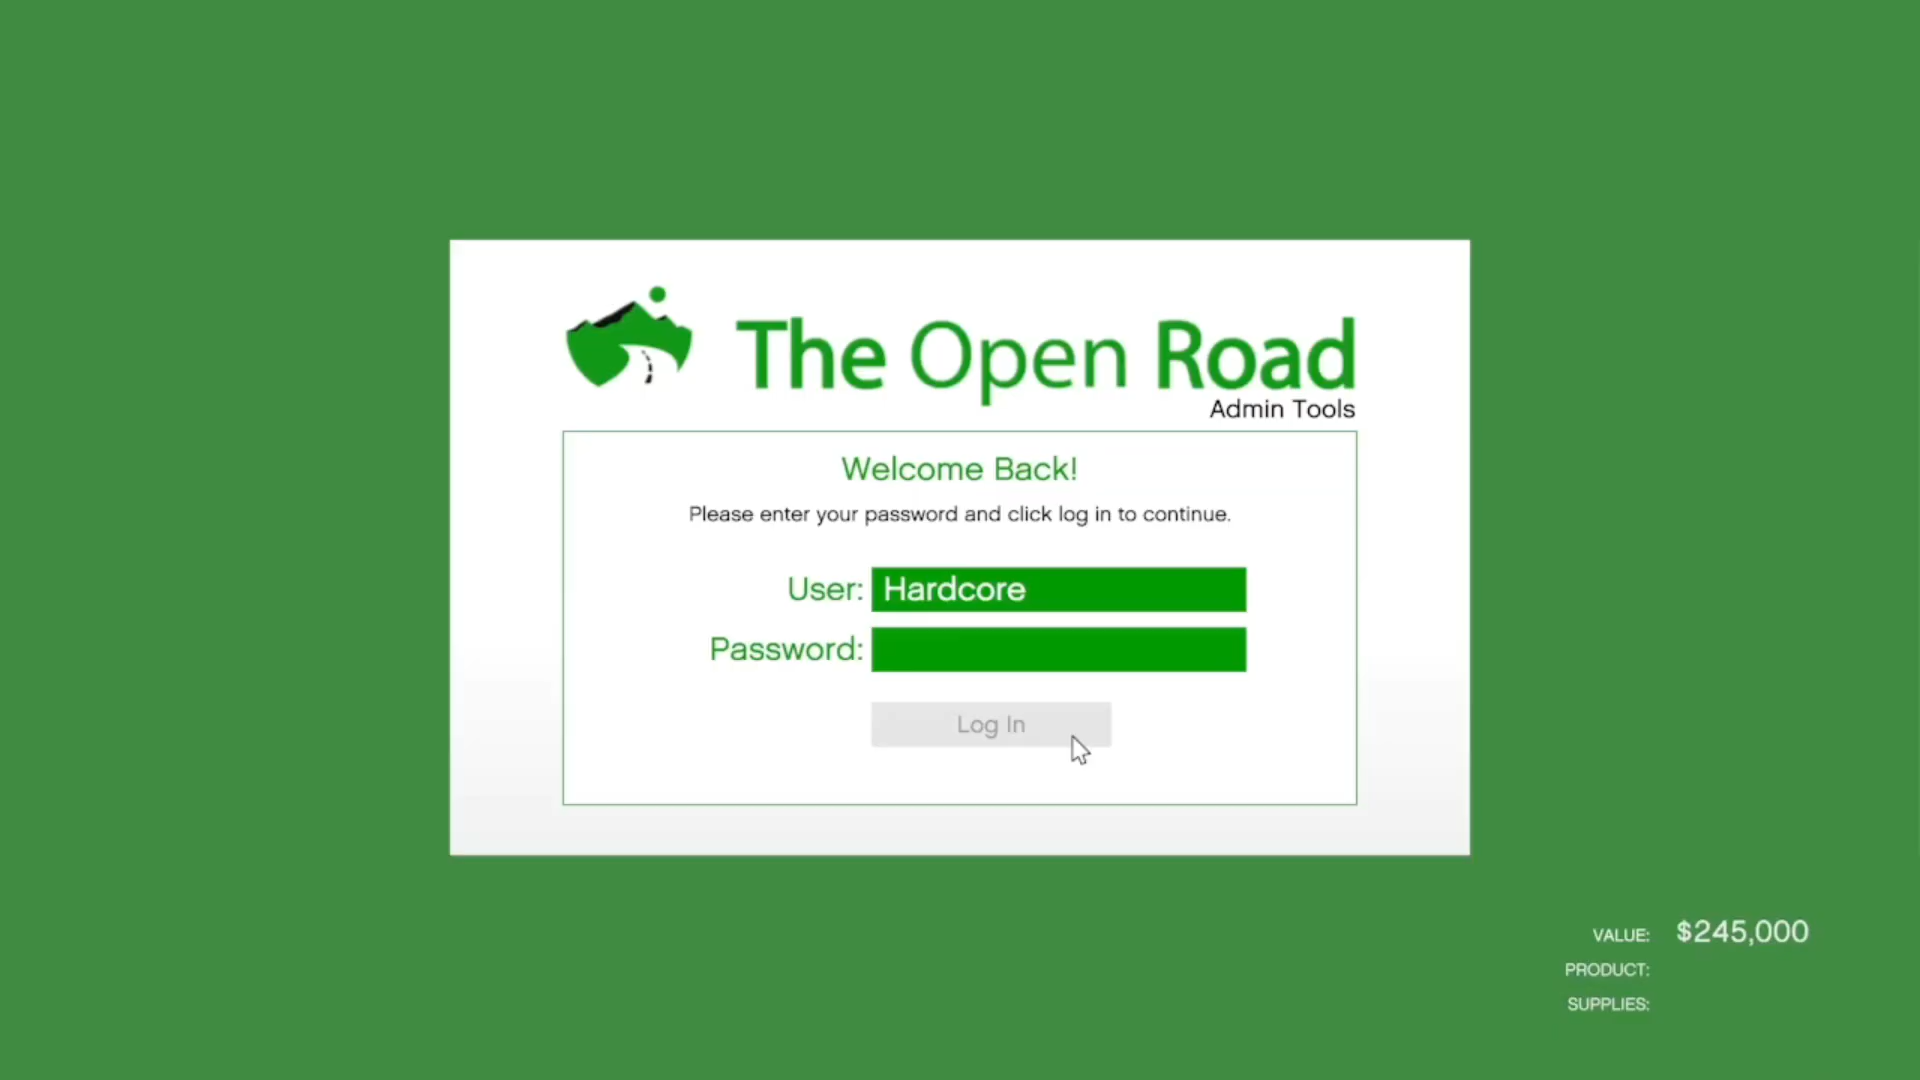 The Open Road
Admin Tools
Welcome Back!
Please enter your password and click log in to continue.
User: Hardcore
Password:
Log In
VALUE: $245,000
PRODUCT:
SUPPLIES: